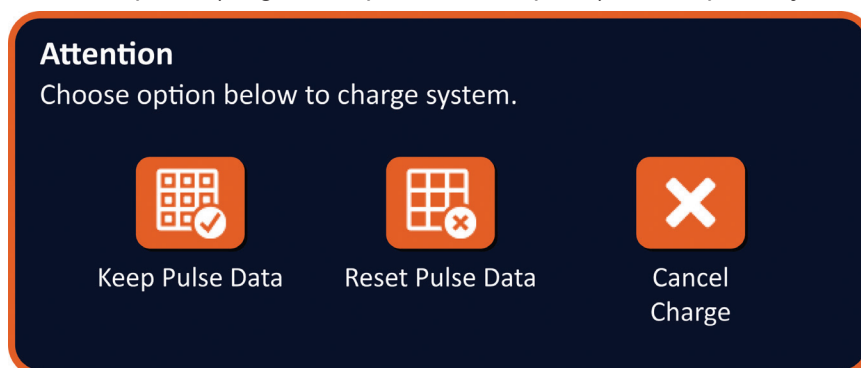 Attention
Choose option below to charge system.
Keep Pulse Data
Reset Pulse Data
Cancel
Charge